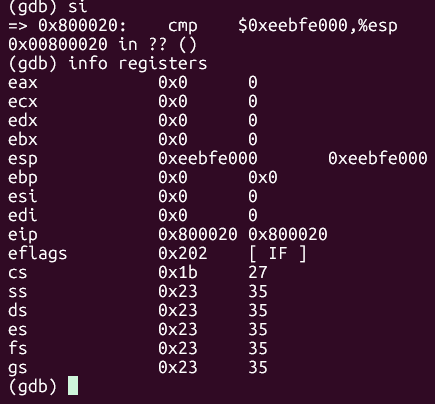 (gdb) si
=> 0x800020: cmp $0xeebfe000,%esp
0x00800020 in ?? ()
(gdb) info registers
eax 0x0 0
ecx 0x0 0
edx 0x0 0
ebx 0x0 0
esp 0xeebfe000 0xeebfe000
ebp 0x0 0x0
esi 0x0 0
edi 0x0 0
eip 0x800020 0x800020
eflags 0x202 [ IF ]
cs 0x1b 27
ss 0x23 35
ds 0x23 35
es 0x23 35
fs 0x23 35
gs 0x23 35
(gdb)